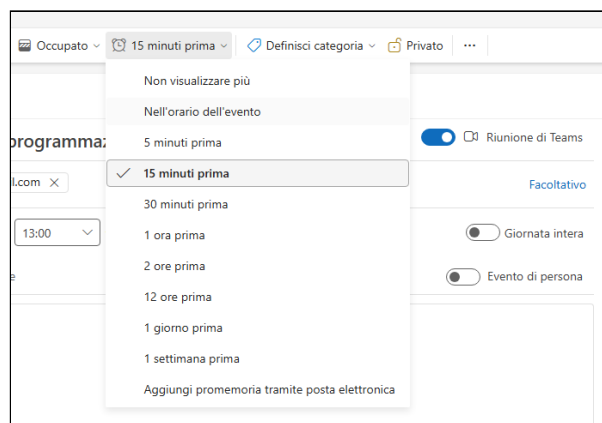 Occupato 15 minuti prima Definisci categoria Privato ...
Non visualizzare più
Nell'orario dell'evento
5 minuti prima Riunione di Teams
15 minuti prima
l.com Facoltativo
30 minuti prima
13:00 1 ora prima Giornata intera
2 ore prima
Evento di persona
12 ore prima
1 giorno prima
1 settimana prima
Aggiungi promemoria tramite posta elettronica